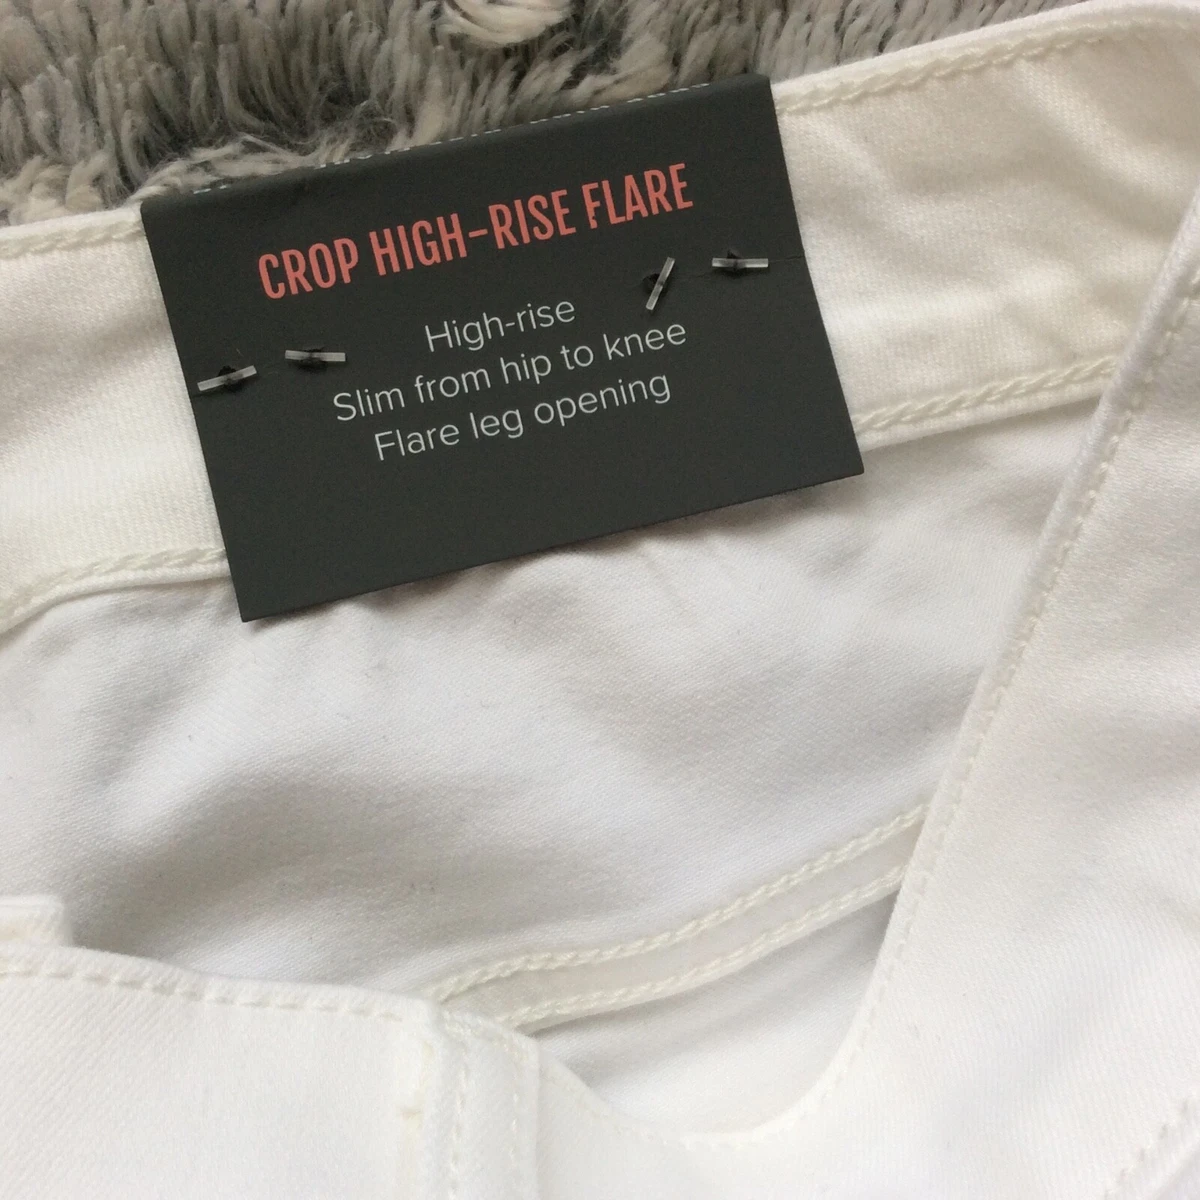 CROP HIGH-RISE FLARE
High-rise
Slim from hip to knee
Flare leg opening